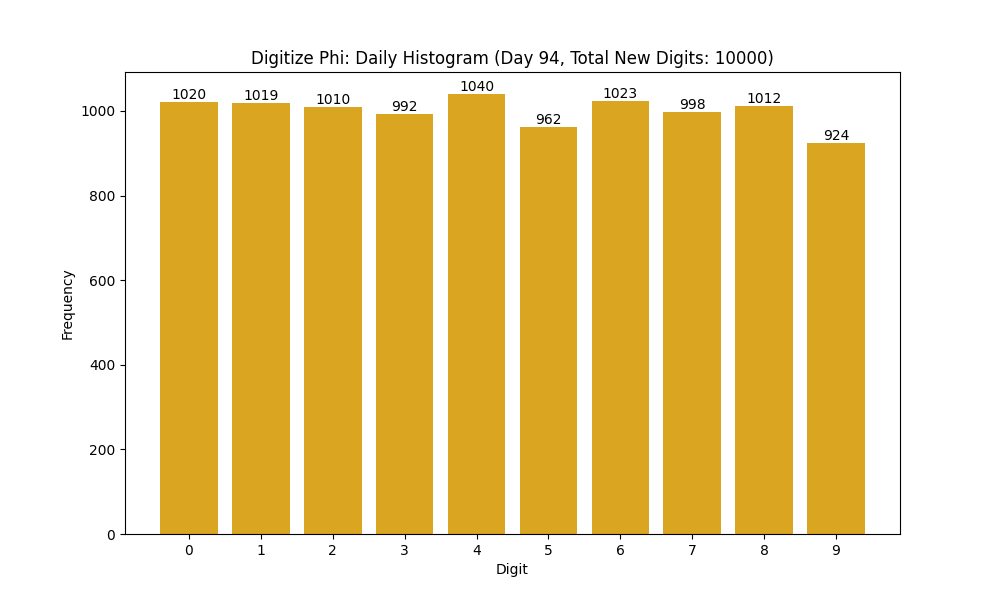 Digitize Phi: Daily Histogram (Day 94, Total New Digits: 10000)
1020 1019 1010 992 1040 962 1023 998 1012 924
1000
800
600
400
200
0
Frequency
0 1 2 3 4 5 6 7 8 9
Digit